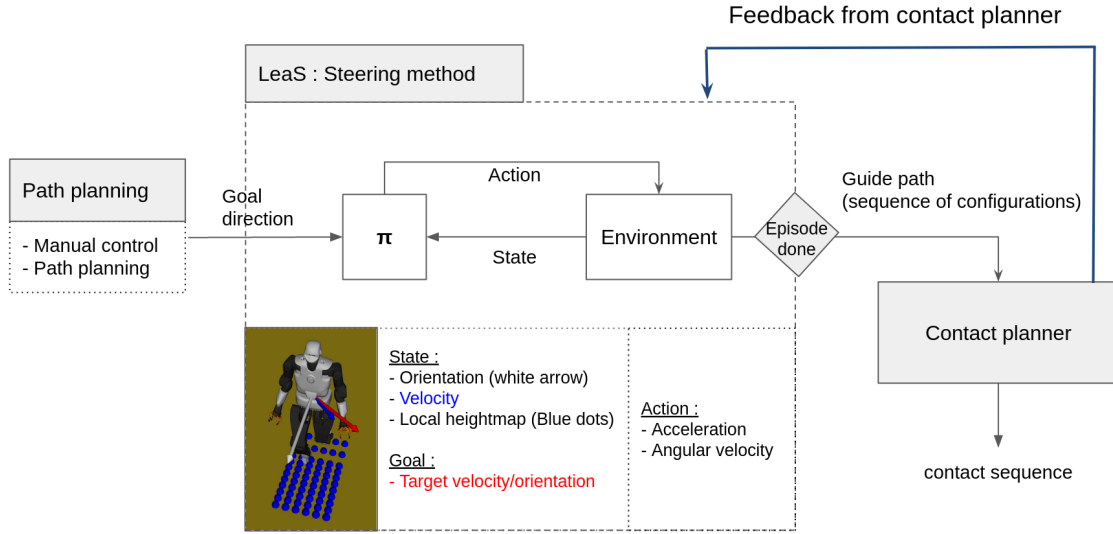 Feedback from contact planner
LeaS : Steering method
Path planning
- Manual control
- Path planning
Goal
direction
π
Action
State
Environment
Episode
done
Guide path
(sequence of configurations)
Contact planner
contact sequence
State :
- Orientation (white arrow)
- Velocity
- Local heightmap (Blue dots)
Goal :
- Target velocity/orientation
Action :
- Acceleration
- Angular velocity